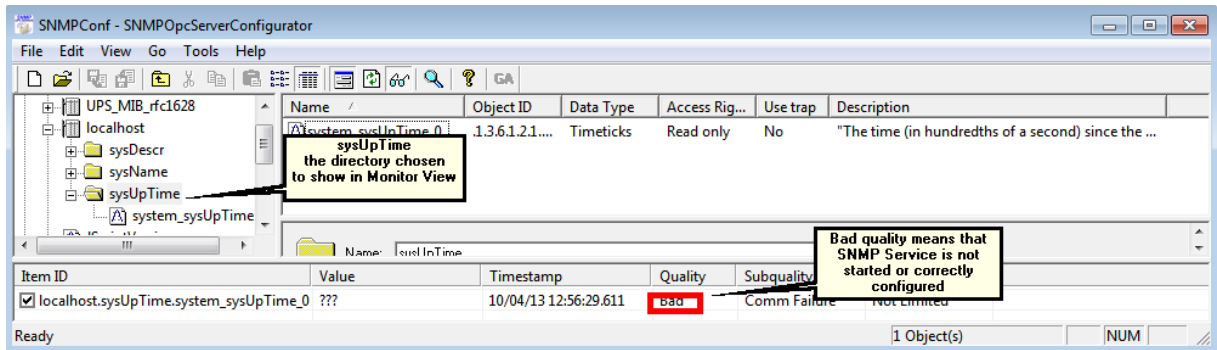 SNMPConf - SNMPOpcServerConfigurator
File Edit View Go Tools Help
GA
UPS_MIB_rfc1628
localhost
sysDescr
sysName
sysUpTime
system_sysUpTime
Name Object ID Data Type Access Rig... Use trap Description
system_sysUpTime_0 .1.3.6.1.2.1.... Timeticks Read only No "The time (in hundredths of a second) since the ...
sysUpTime
the directory chosen
to show in Monitor View
Name: sysUpTime
Bad quality means that
SNMP Service is not
started or correctly
configured
Item ID Value Timestamp Quality Subquality
localhost.sysUpTime.system_sysUpTime_0 ??? 10/04/13 12:56:29.611 Bad Comm Failure Not Limited
Ready 1 Object(s) NUM